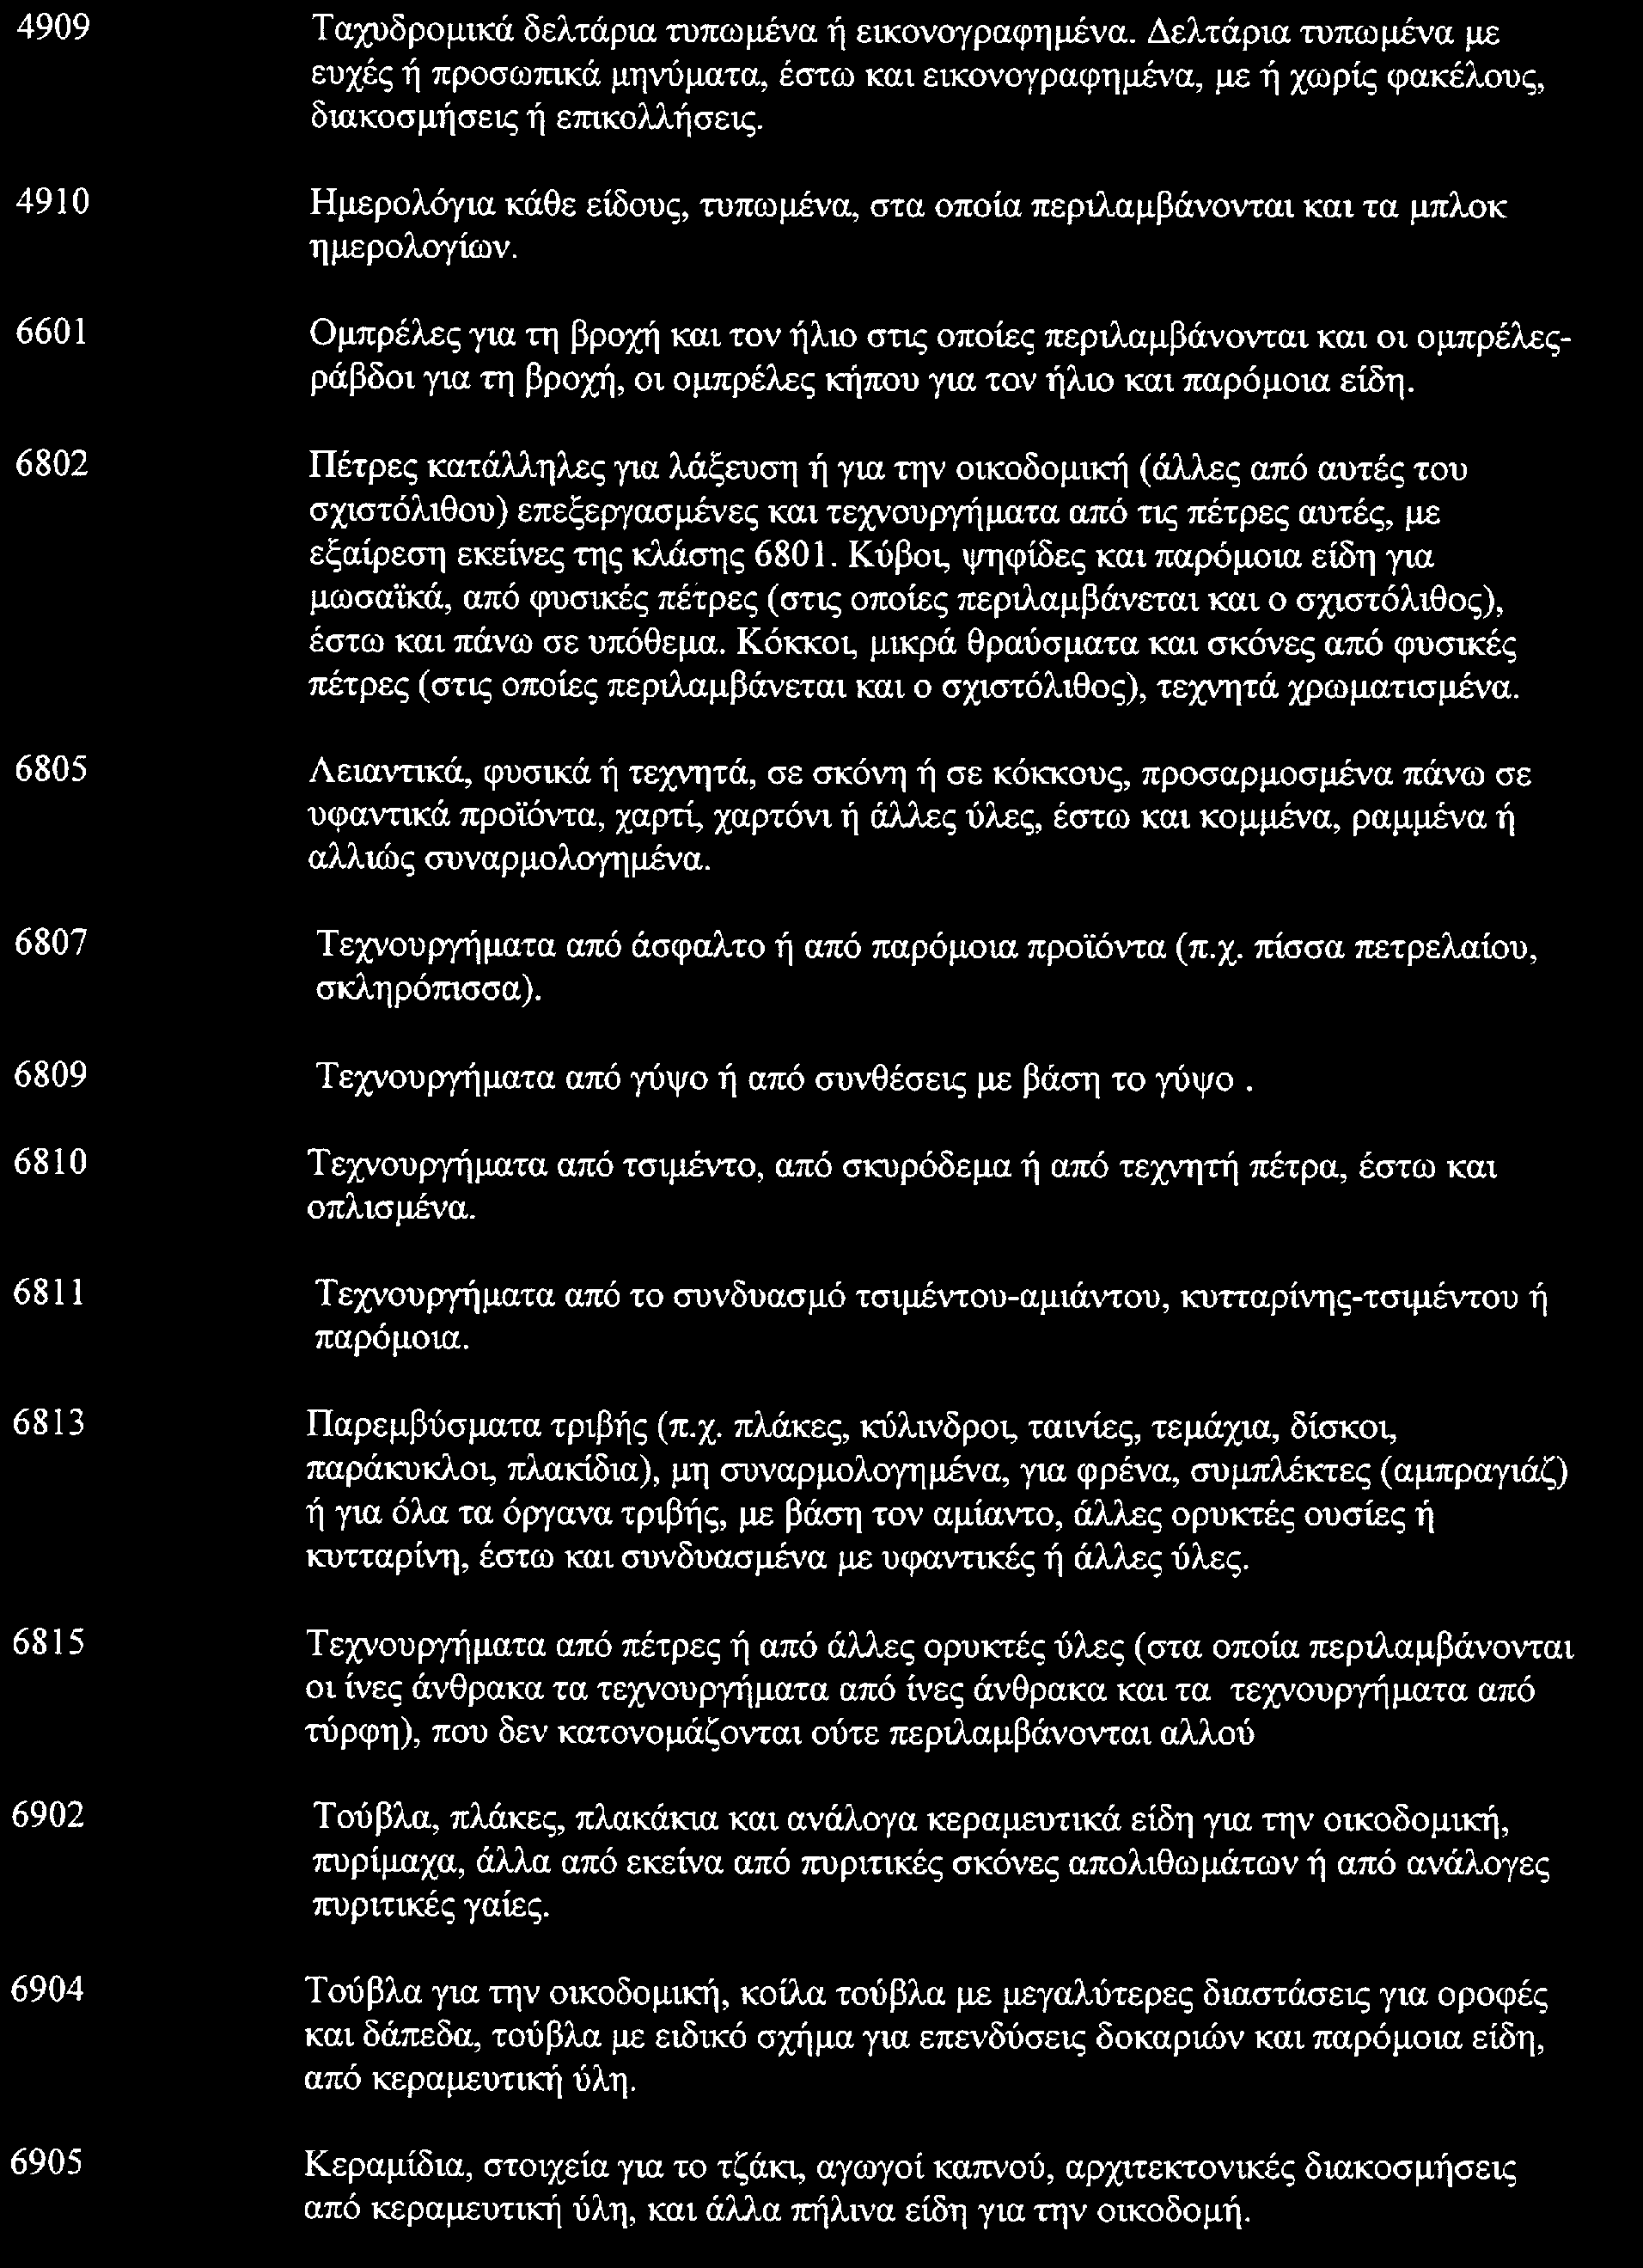 4909 Ταχυδρομικά δελτάρια τυπωμένα ή εικονογραφημένα. Δελτάρια τυπωμένα με
ευχές ή προσωπικά μηνύματα, έστω και εικονογραφημένα, με ή χωρίς φακέλους,
διακοσμήσεις ή επικολλήσεις.
4910 Ημερολόγια κάθε είδους, τυπωμένα, στα οποία περιλαμβάνονται και τα μπλοκ
ημερολογίων.
6601 Ομπρέλες για τη βροχή και τον ήλιο στις οποίες περιλαμβάνονται και οι ομπρέλες-
ράβδοι για τη βροχή, οι ομπρέλες κήπου για τον ήλιο και παρόμοια είδη.
6802 Πέτρες κατάλληλες για λάξευση ή για την οικοδομική (άλλες από αυτές του
σχιστόλιθου) επεξεργασμένες και τεχνουργήματα από τις πέτρες αυτές, με
εξαίρεση εκείνες της κλάσης 6801. Κύβοι, ψηφίδες και παρόμοια είδη για
μωσαϊκά, από φυσικές πέτρες (στις οποίες περιλαμβάνεται και ο σχιστόλιθος),
έστω και πάνω σε υπόθεμα. Κόκκοι, μικρά θραύσματα και σκόνες από φυσικές
πέτρες (στις οποίες περιλαμβάνεται και ο σχιστόλιθος), τεχνητά χρωματισμένα.
6805 Λειαντικά, φυσικά ή τεχνητά, σε σκόνη ή σε κόκκους, προσαρμοσμένα πάνω σε
υφαντικά προϊόντα, χαρτί, χαρτόνι ή άλλες ύλες, έστω και κομμένα, ραμμένα ή
αλλιώς συναρμολογημένα.
6807 Τεχνουργήματα από άσφαλτο ή από παρόμοια προϊόντα (π.χ. πίσσα πετρελαίου,
σκληρόπισσα).
6809 Τεχνουργήματα από γύψο ή από συνθέσεις με βάση το γύψο .
6810 Τεχνουργήματα από τσιμέντο, από σκυρόδεμα ή από τεχνητή πέτρα, έστω και
οπλισμένα.
6811 Τεχνουργήματα από το συνδυασμό τσιμέντου-αμιάντου, κυτταρίνης-τσιμέντου ή
παρόμοια.
6813 Παρεμβύσματα τριβής (π.χ. πλάκες, κύλινδροι, ταινίες, τεμάχια, δίσκοι,
παράκυκλοι, πλακίδια), μη συναρμολογημένα, για φρένα, συμπλέκτες (αμπραγιάζ)
ή για όλα τα όργανα τριβής, με βάση τον αμίαντο, άλλες ορυκτές ουσίες ή
κυτταρίνη, έστω και συνδυασμένα με υφαντικές ή άλλες ύλες.
6815 Τεχνουργήματα από πέτρες ή από άλλες ορυκτές ύλες (στα οποία περιλαμβάνονται
οι ίνες άνθρακα τα τεχνουργήματα από ίνες άνθρακα και τα τεχνουργήματα από
τύρφη), που δεν κατονομάζονται ούτε περιλαμβάνονται αλλού
6902 Τούβλα, πλάκες, πλακάκια και ανάλογα κεραμευτικά είδη για την οικοδομική,
πυρίμαχα, άλλα από εκείνα από πυριτικές σκόνες απολιθωμάτων ή από ανάλογες
πυριτικές γαίες.
6904 Τούβλα για την οικοδομική, κοίλα τούβλα με μεγαλύτερες διαστάσεις για οροφές
και δάπεδα, τούβλα με ειδικό σχήμα για επενδύσεις δοκαριών και παρόμοια είδη,
από κεραμευτική ύλη.
6905 Κεραμίδια, στοιχεία για το τζάκι, αγωγοί καπνού, αρχιτεκτονικές διακοσμήσεις
από κεραμευτική ύλη, και άλλα πήλινα είδη για την οικοδομή.